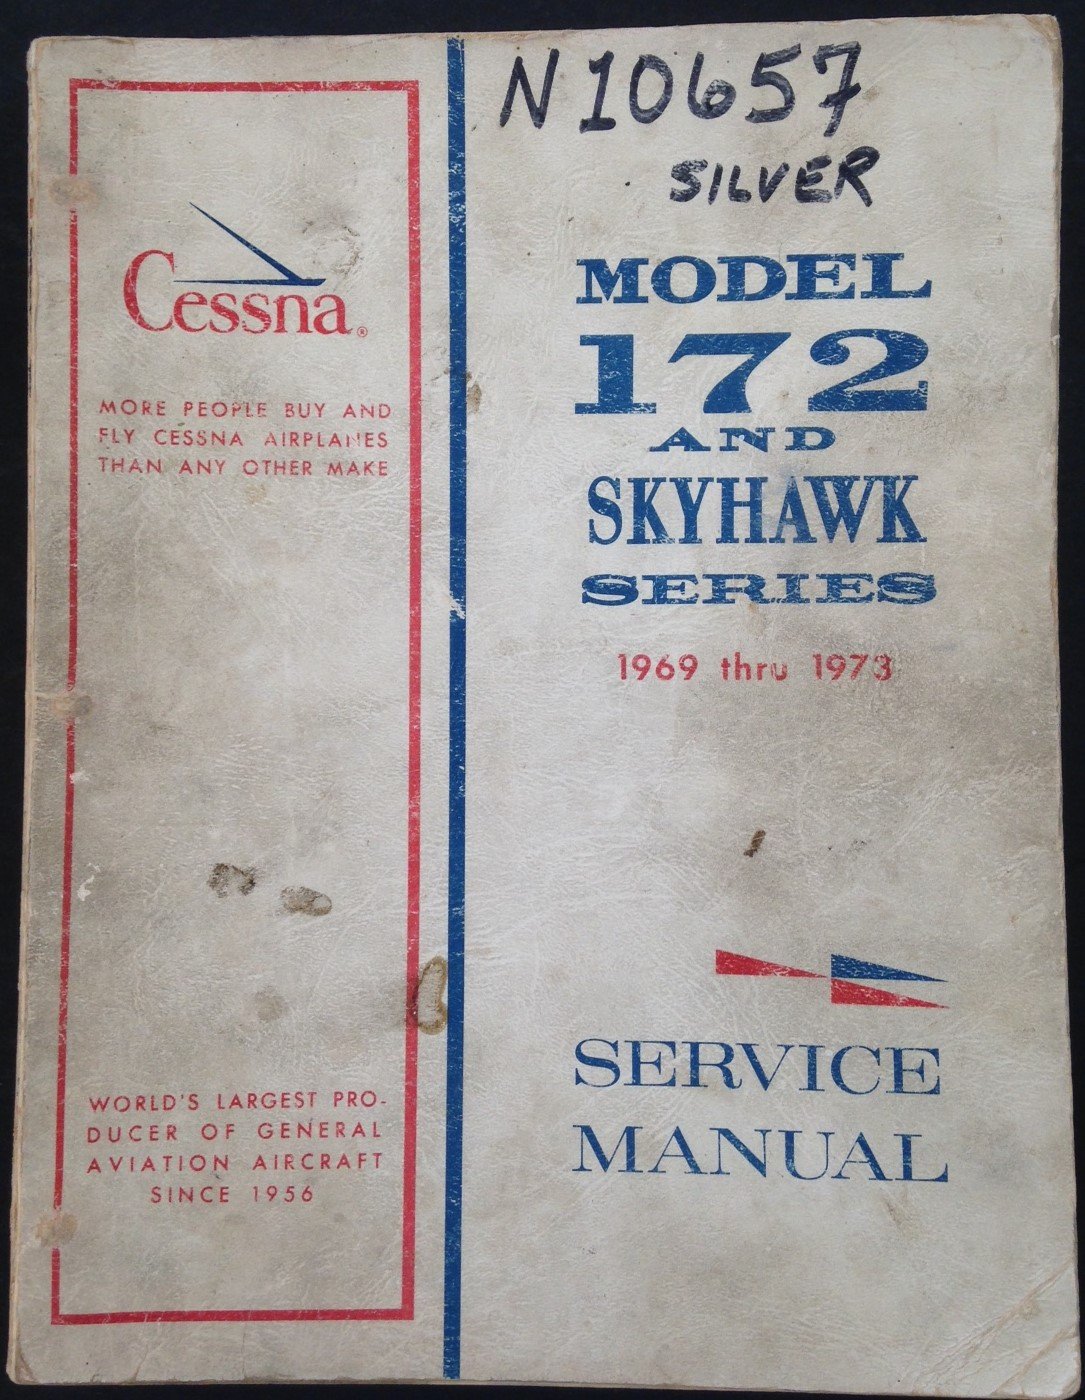 N10657
SILVER
Cessna®
MORE PEOPLE BUY AND
FLY CESSNA AIRPLANES
THAN ANY OTHER MAKE
WORLD'S LARGEST PRO-
DUCER OF GENERAL
AVIATION AIRCRAFT
SINCE 1956
MODEL
172
AND
SKYHAWK
SERIES
1969 thru 1973
SERVICE
MANUAL